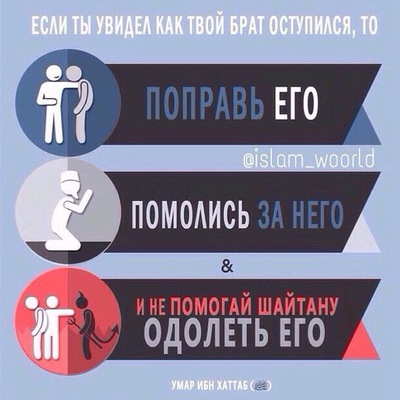 ЕСЛИ ТЫ УВИДЕЛ КАК ТВОЙ БРАТ ОСТУПИЛСЯ, ТО
ПОПРАВЬ ЕГО
@islam_woorld
ПОМОЛИСЬ ЗА НЕГО
&
И НЕ ПОМОГАЙ ШАЙТАНУ
ОДОЛЕТЬ ЕГО
УМАР ИБН ХАТТАБ